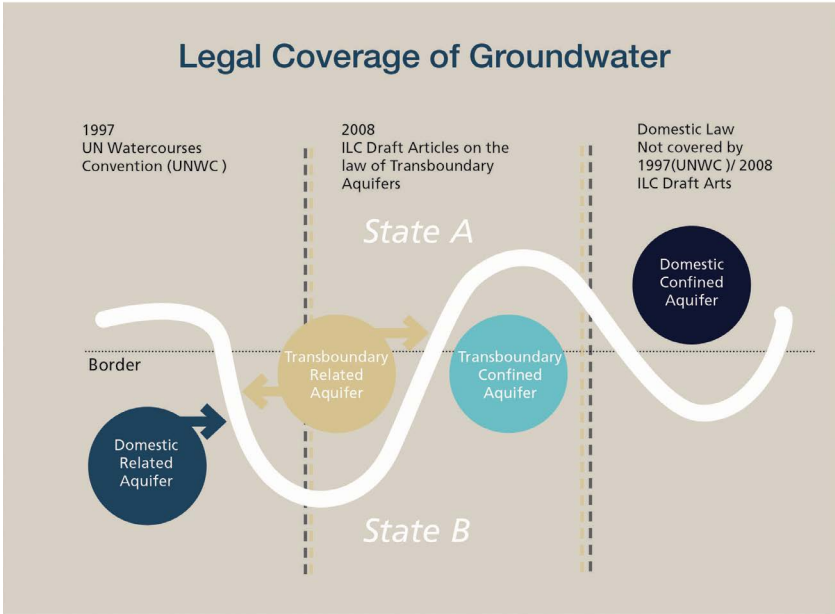 Legal Coverage of Groundwater
1997
UN Watercourses
Convention (UNWC )
2008
ILC Draft Articles on the
law of Transboundary
Aquifers
Domestic Law
Not covered by
1997(UNWC )/ 2008
ILC Draft Arts
State A
Domestic
Confined
Aquifer
Border
Transboundary
Related
Aquifer
Transboundary
Confined
Aquifer
Domestic
Related
Aquifer
State B